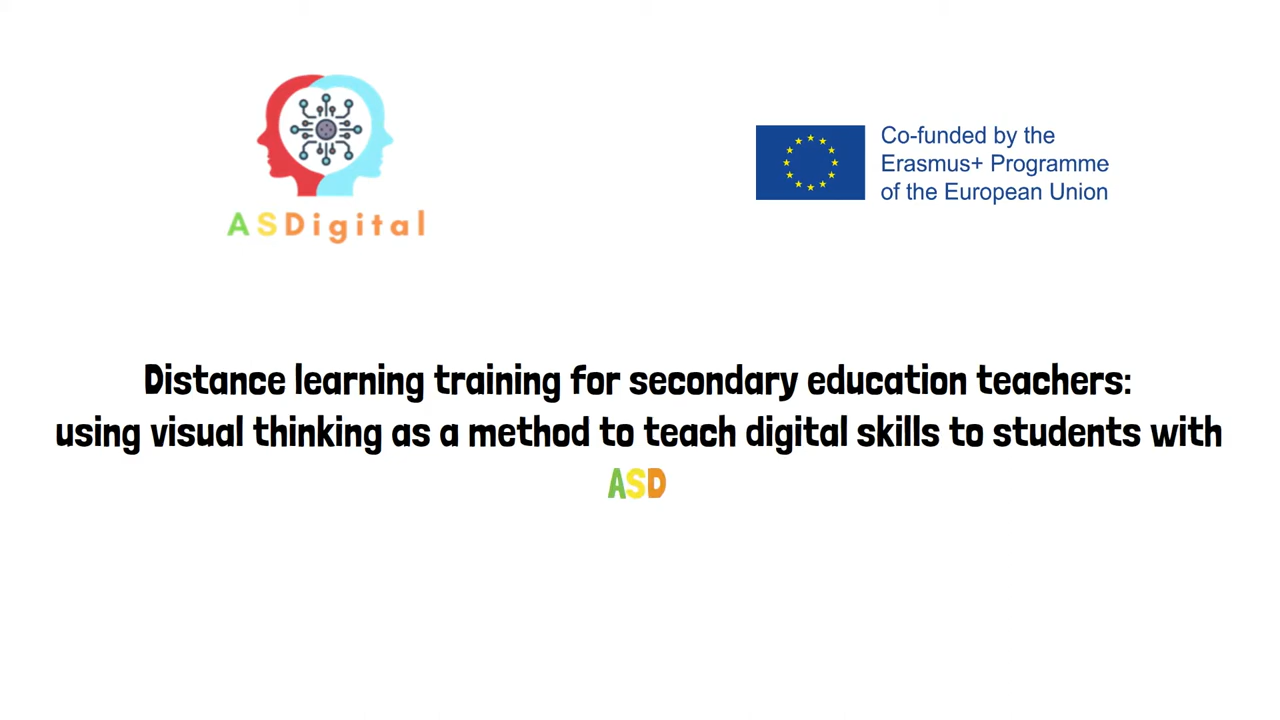 ASDigital
Co-funded by the
Erasmus+ Programme
of the European Union
Distance learning training for secondary education teachers:
using visual thinking as a method to teach digital skills to students with
ASD